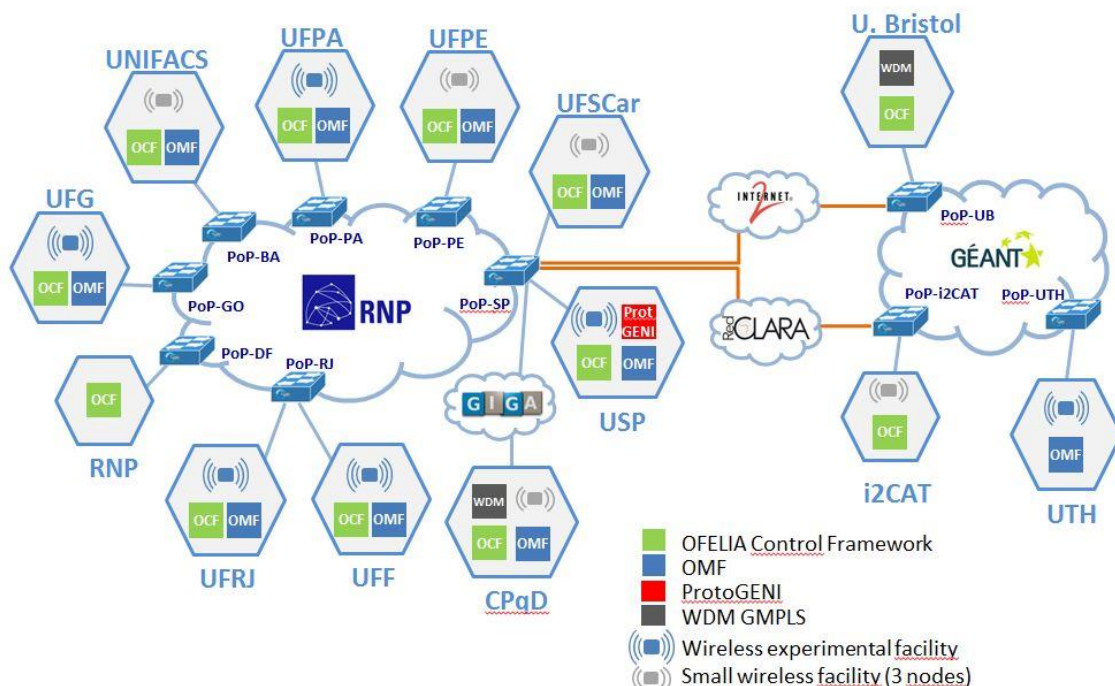 U. Bristol
WDM
OCF
UFPA
OCF OMF
UFPE
OCF OMF
UNIFACS
OCF OMF
UFSCar
OCF OMF
UFG
OCF OMF
PoP-BA
PoP-PA
PoP-PE
PoP-GO
RNP
PoP-SP
PoP-DF
PoP-RJ
INTERNET 2
PoP-UB
GÉANT
PoP-i2CAT
PoP-UTH
Red CLARA
Prot
GENI
OCF OMF
USP
GIGA
OCF
RNP
OCF OMF
UFRJ
OCF OMF
UFF
WDM
OCF OMF
CPqD
OCF
i2CAT
OMF
UTH
OFELIA Control Framework
OMF
ProtoGENI
WDM GMPLS
Wireless experimental facility
Small wireless facility (3 nodes)